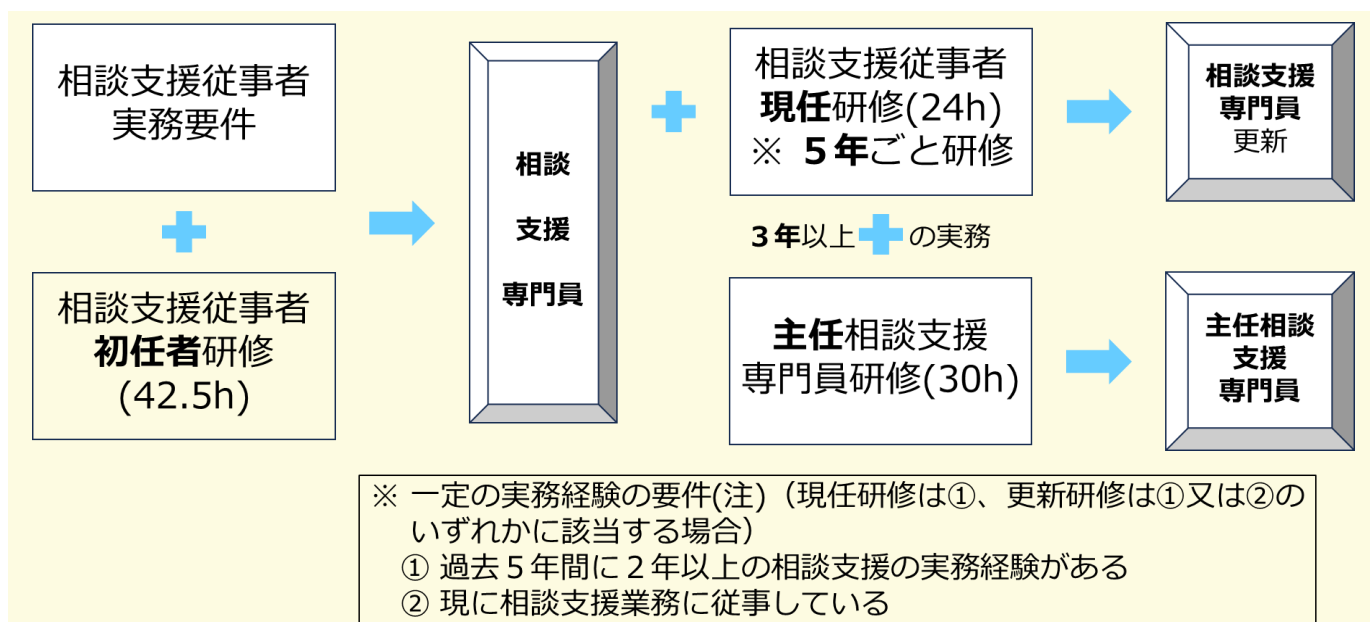 相談支援従事者
実務要件
相談支援従事者
初任者研修
(42.5h)
相談
支援
専門員
相談支援従事者
現任研修(24h)
※ ５年ごと研修
３年以上 の実務
主任相談支援
専門員研修(30h)
相談支援
専門員
更新
主任相談
支援
専門員
※ 一定の実務経験の要件(注)（現任研修は①、更新研修は①又は②の
いずれかに該当する場合）
① 過去５年間に２年以上の相談支援の実務経験がある
② 現に相談支援業務に従事している